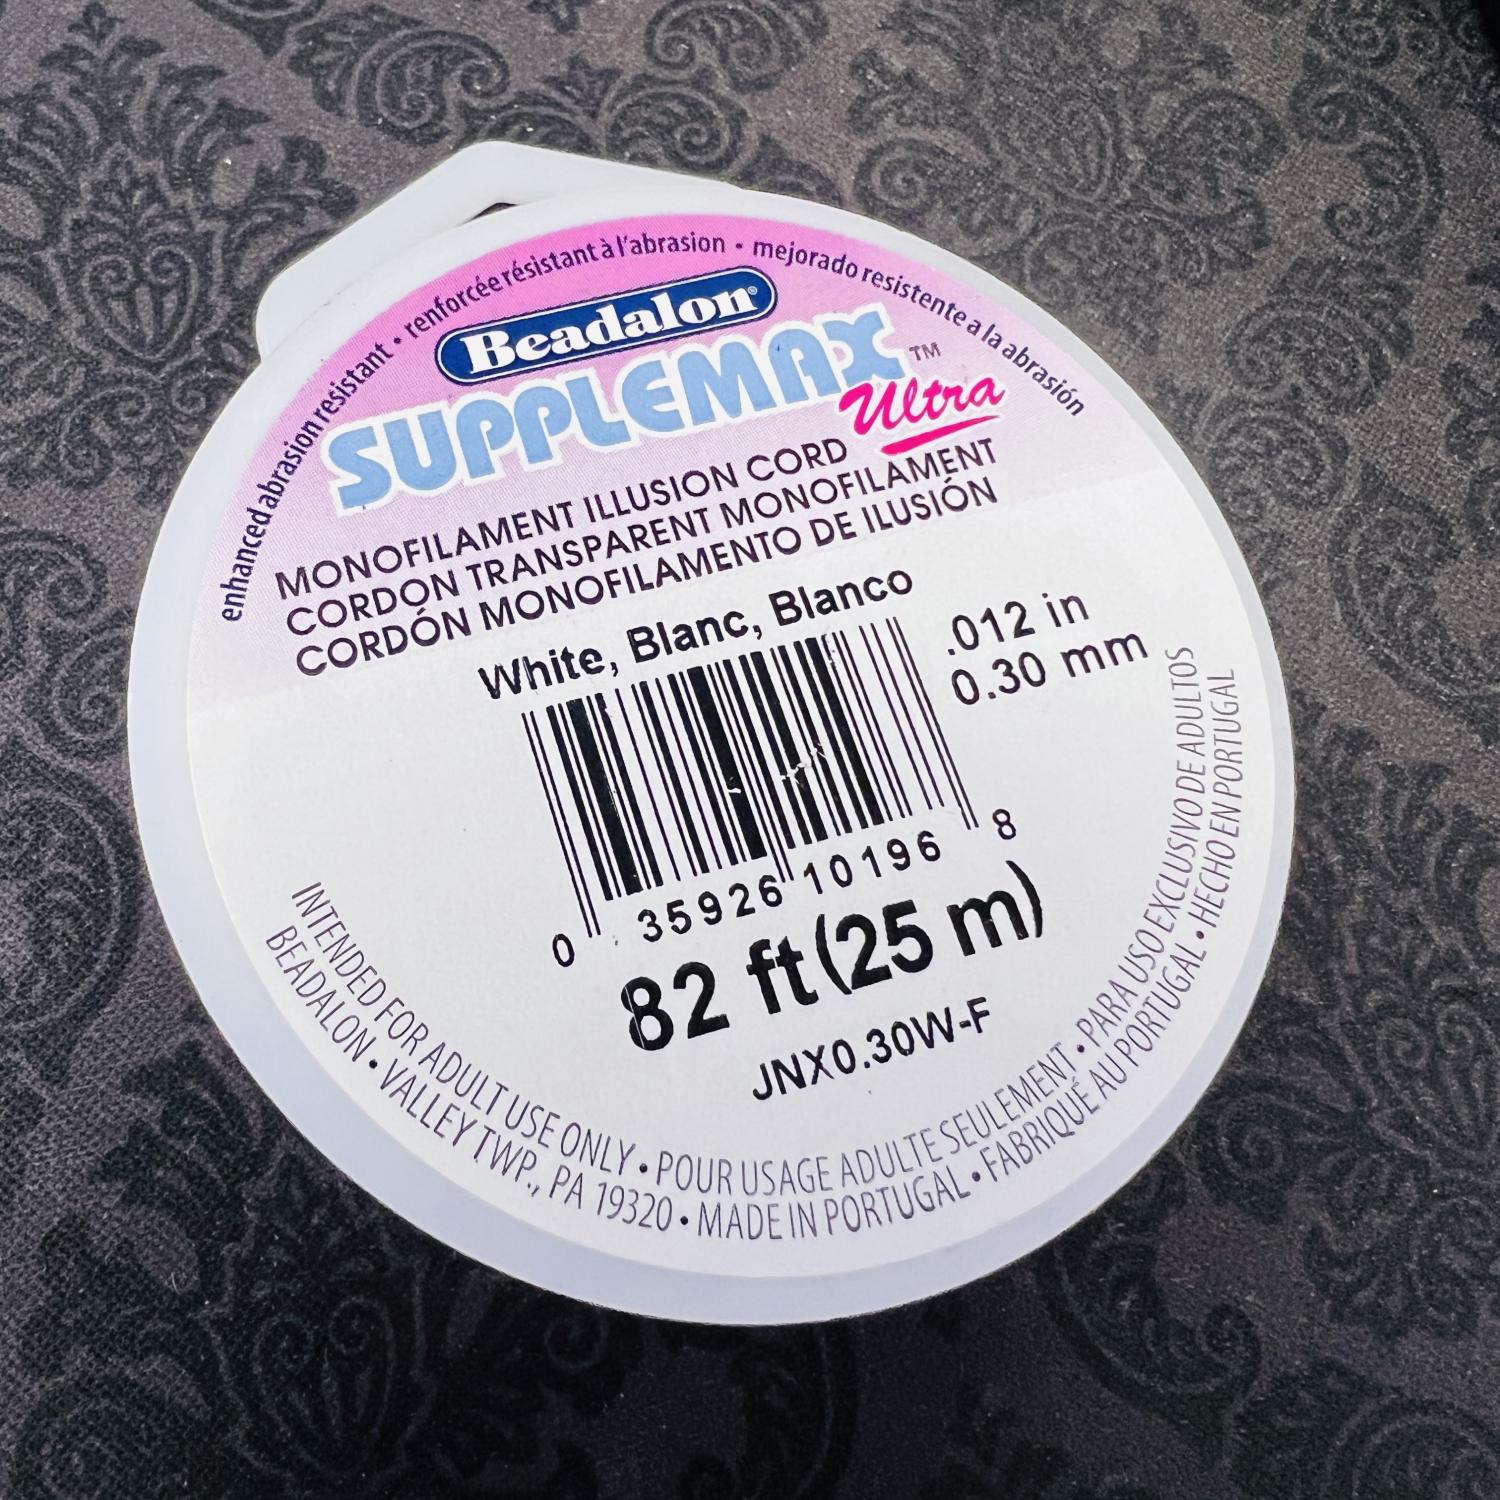 enhanced abrasion resistant • renforcée résistant à l'abrasion • mejorado resistente a la abrasión
Beadalon®
SUPPLEMAX™
Ultra
MONOFILAMENT ILLUSION CORD
CORDON TRANSPARENT MONOFILAMENT
CORDÓN MONOFILAMENTO DE ILUSIÓN
White, Blanc, Blanco
.012 in
0.30 mm
0 35926 10196 8
82 ft (25 m)
JNX0.30W-F
INTENDED FOR ADULT USE ONLY • POUR USAGE ADULTE SEULEMENT • PARA USO EXCLUSIVO DE ADULTOS
BEADALON • VALLEY TWP., PA 19320 • MADE IN PORTUGAL • FABRIQUÉ AU PORTUGAL • HECHO EN PORTUGAL